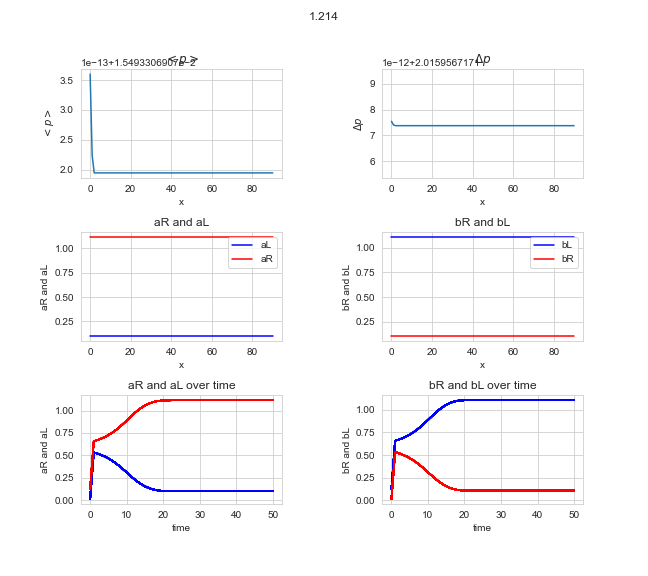 1.214
< p >
1e−13+1.5493306907e−2
Δp
1e−12+2.01595671
3.5
3.0
2.5
2.0
< p >
0 20 40 60 80
x
9
8
7
6
Δp
0 20 40 60 80
x
aR and aL
1.00
0.75
0.50
0.25
aR and aL
aL
aR
0 20 40 60 80
x
bR and bL
1.00
0.75
0.50
0.25
bR and bL
bL
bR
0 20 40 60 80
x
aR and aL over time
1.00
0.75
0.50
0.25
0.00
aR and aL
0 10 20 30 40 50
time
bR and bL over time
1.00
0.75
0.50
0.25
0.00
bR and bL
0 10 20 30 40 50
time